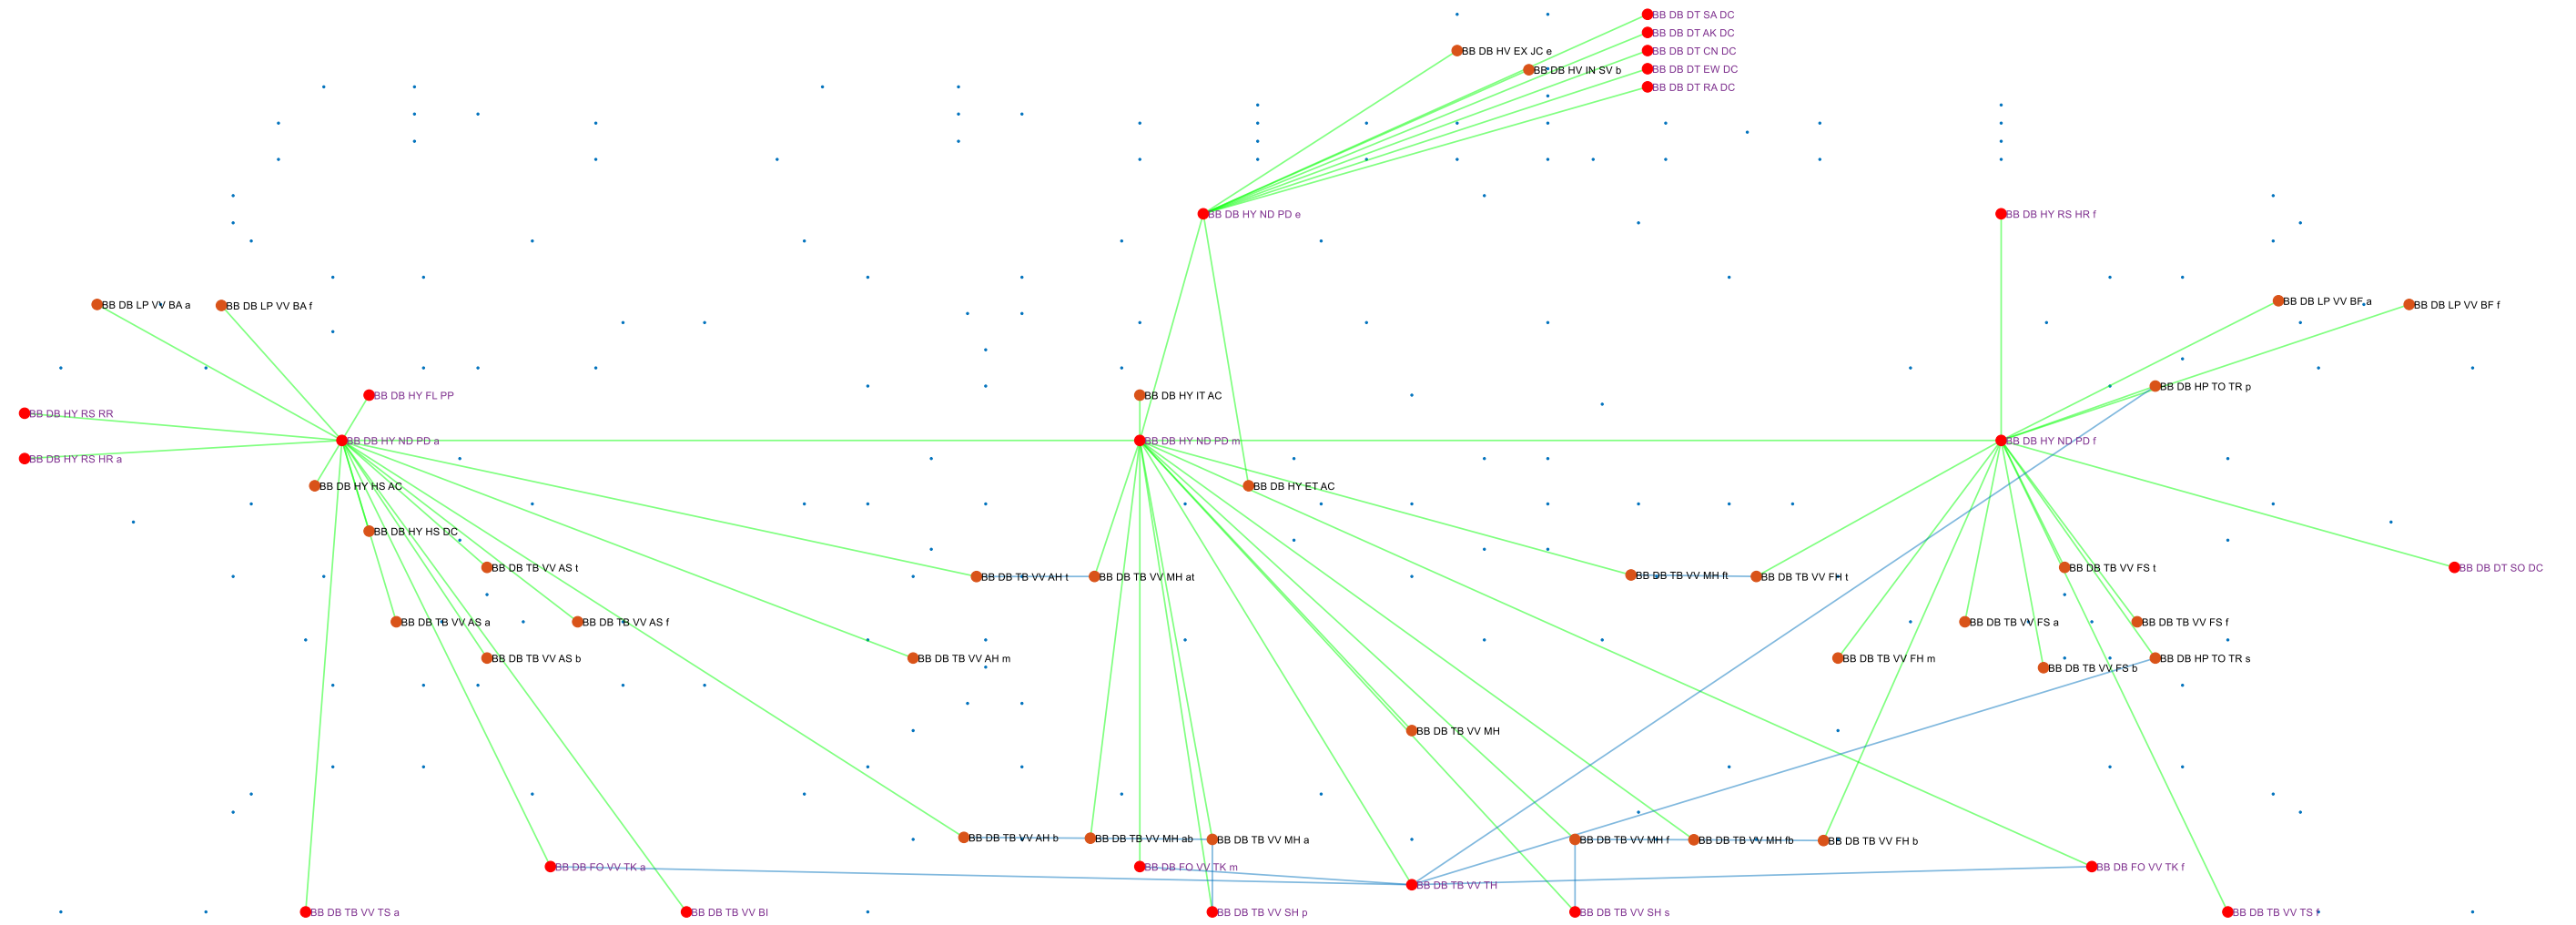 BB DB DT SA DC
BB DB DT AK DC
BB DB HV EX JC e
BB DB DT CN DC
BB DB HV IN SV b
BB DB DT EW DC
BB DB DT RA DC
BB DB HY ND PD e
BB DB HY RS HR f
BB DB LP VV BA a
BB DB LP VV BA f
BB DB LP VV BF a
BB DB LP VV BF f
BB DB HP TO TR p
BB DB HY FL PP
BB DB HY IT AC
BB DB HY RS RR
BB DB HY ND PD a
BB DB HY ND PD m
BB DB HY ND PD f
BB DB HY RS HR a
BB DB HY HS AC
BB DB HY ET AC
BB DB HY HS DC
BB DB TB VV AS t
BB DB TB VV FS t
BB DB DT SO DC
BB DB TB VV AH t
BB DB TB VV MH at
BB DB TB VV MH ft
BB DB TB VV FH t
BB DB TB VV AS a
BB DB TB VV AS f
BB DB TB VV FS a
BB DB TB VV FS f
BB DB TB VV AS b
BB DB TB VV AH m
BB DB TB VV FH m
BB DB TB VV FS b
BB DB HP TO TR s
BB DB TB VV MH
BB DB TB VV AH b
BB DB TB VV MH ab
BB DB TB VV MH a
BB DB TB VV MH f
BB DB TB VV MH fb
BB DB TB VV FH b
BB DB FO VV TK a
BB DB FO VV TK m
BB DB FO VV TK f
BB DB TB VV TH
BB DB TB VV TS a
BB DB TB VV BI
BB DB TB VV SH p
BB DB TB VV SH s
BB DB TB VV TS f